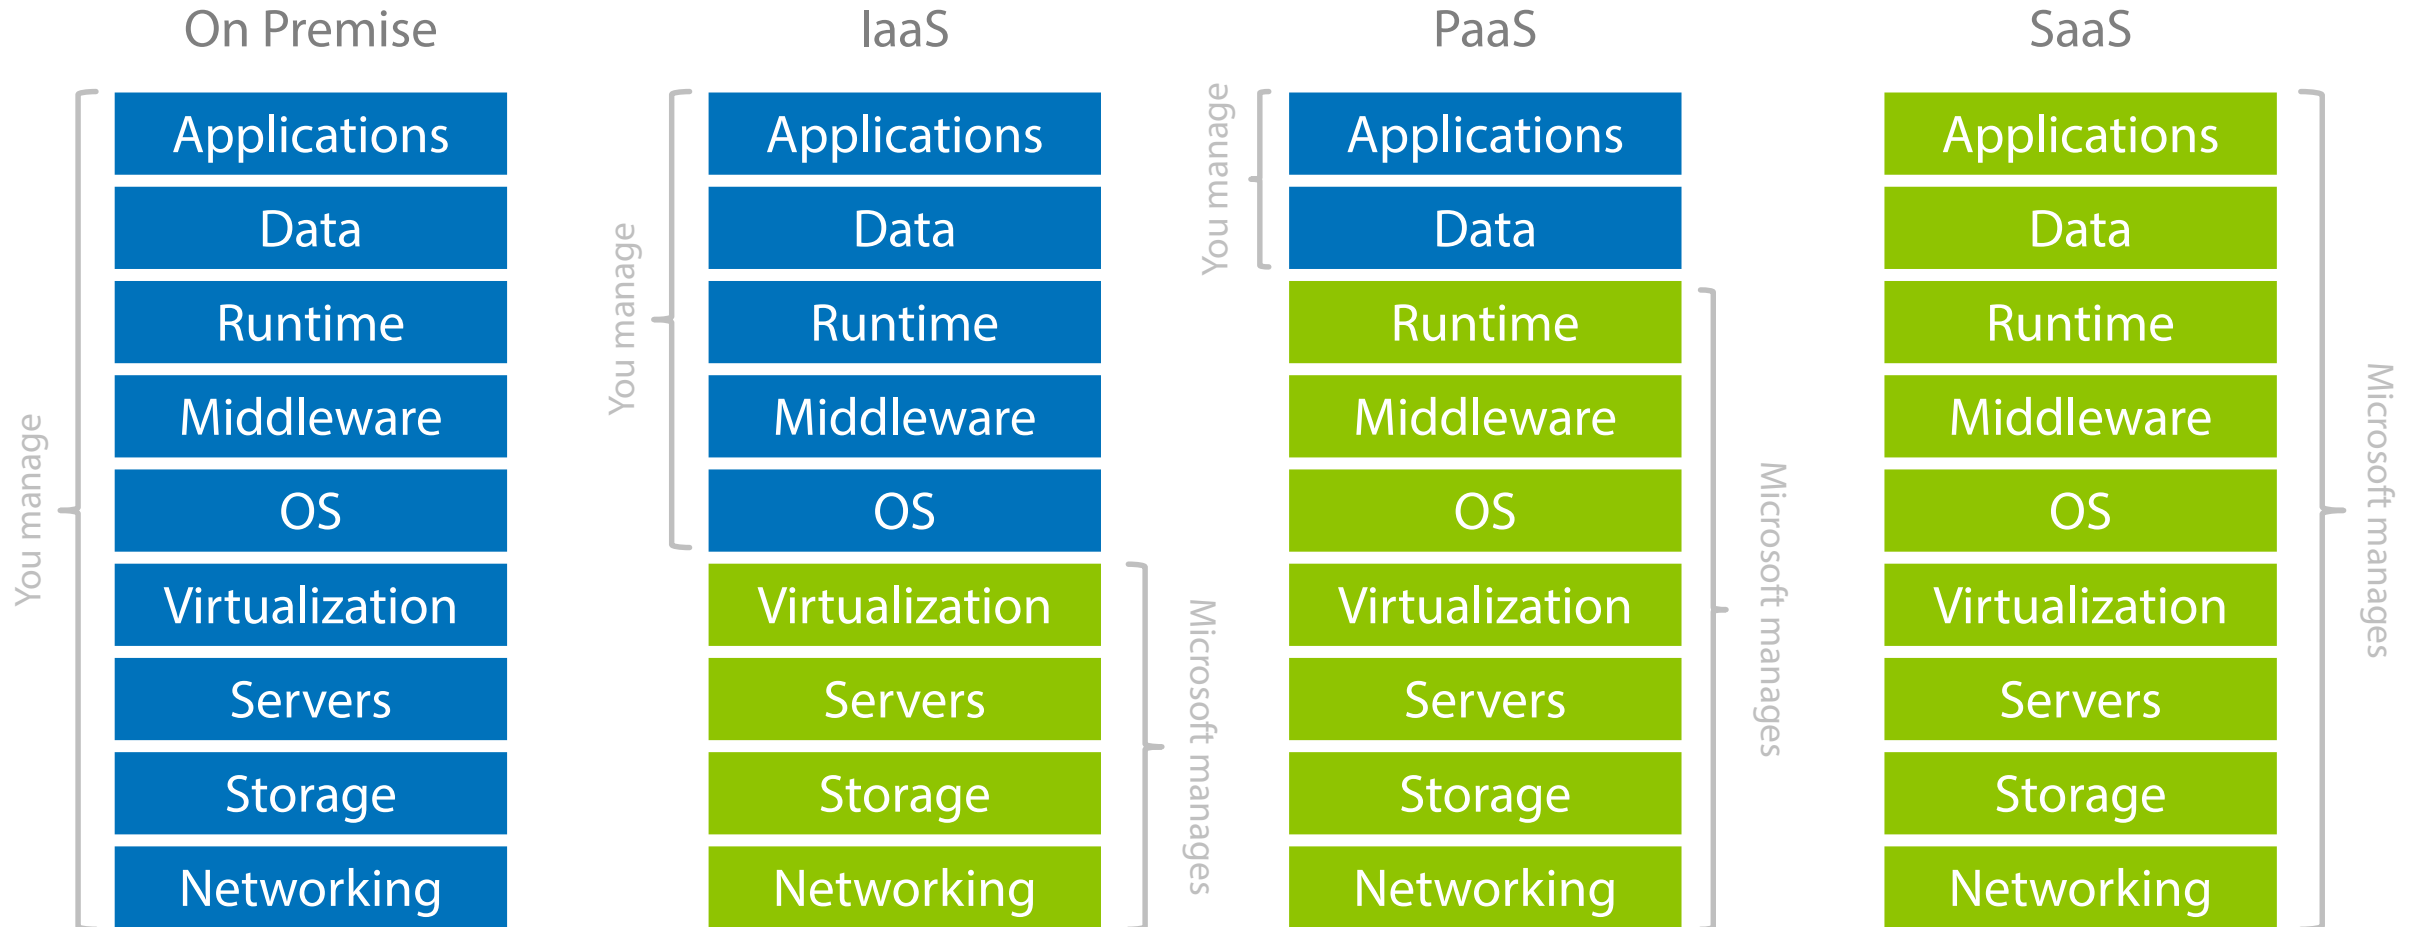 On Premise
You manage
Applications
Data
Runtime
Middleware
OS
Virtualization
Servers
Storage
Networking
IaaS
You manage
Applications
Data
Runtime
Middleware
OS
Virtualization
Servers
Storage
Networking
Microsoft manages
PaaS
You manage
Applications
Data
Runtime
Middleware
OS
Virtualization
Servers
Storage
Networking
Microsoft manages
SaaS
Applications
Data
Runtime
Middleware
OS
Virtualization
Servers
Storage
Networking
Microsoft manages